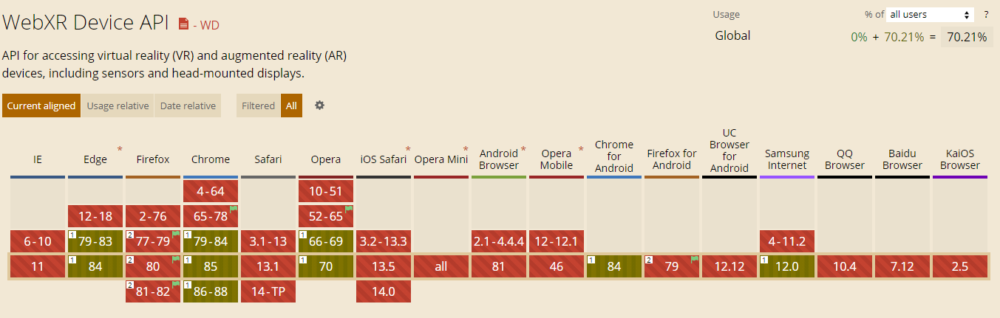 WebXR Device API - WD
Usage % of all users ?
Global 0% + 70.21% = 70.21%
API for accessing virtual reality (VR) and augmented reality (AR)
devices, including sensors and head-mounted displays.
Current aligned Usage relative Date relative Filtered All
IE
Edge *
Firefox
Chrome
Safari
Opera
iOS Safari *
Opera Mini *
Android
Browser *
Opera
Mobile *
Chrome
for
Android
Firefox for
Android
UC
Browser
for
Android
Samsung
Internet
QQ
Browser
Baidu
Browser
KaiOS
Browser
4-64 10-51
12-18 2-76 65-78 52-65
6-10 1 79-83 2 77-79 1 79-84 3.1-13 1 66-69 3.2-13.3 2.1-4.4.4 12-12.1 4-11.2
11 1 84 2 80 1 85 13.1 1 70 13.5 all 81 46 1 84 2 79 12.12 1 12.0 10.4 7.12 2.5
2 81-82 1 86-88 14-TP 14.0